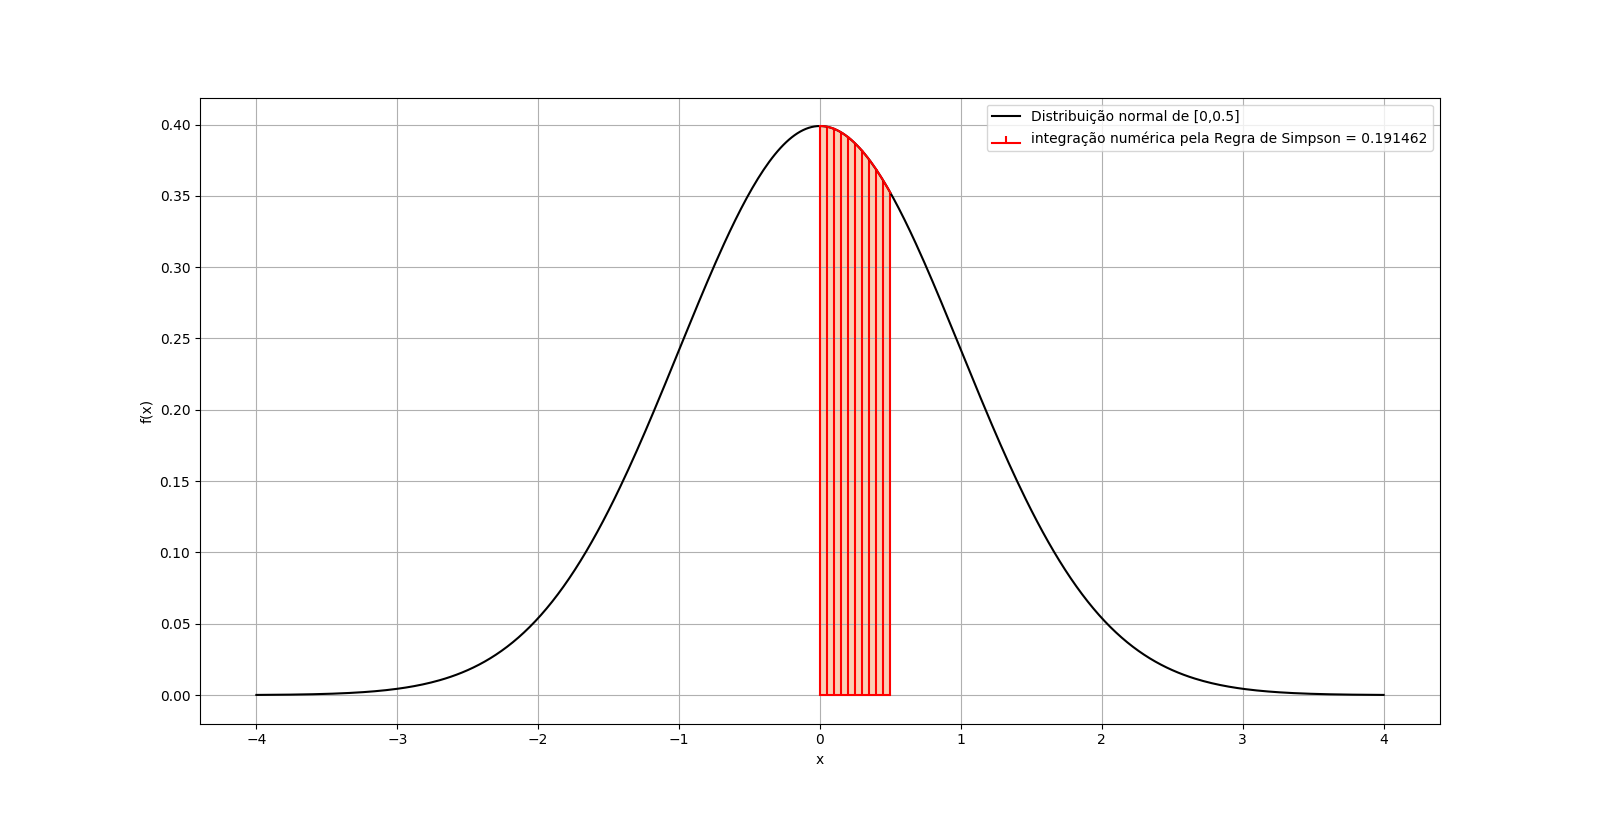 Distribuição normal de [0,0.5]
integração numérica pela Regra de Simpson = 0.191462
0.40
0.35
0.30
0.25
0.20
0.15
0.10
0.05
0.00
f(x)
−4 −3 −2 −1 0 1 2 3 4
x